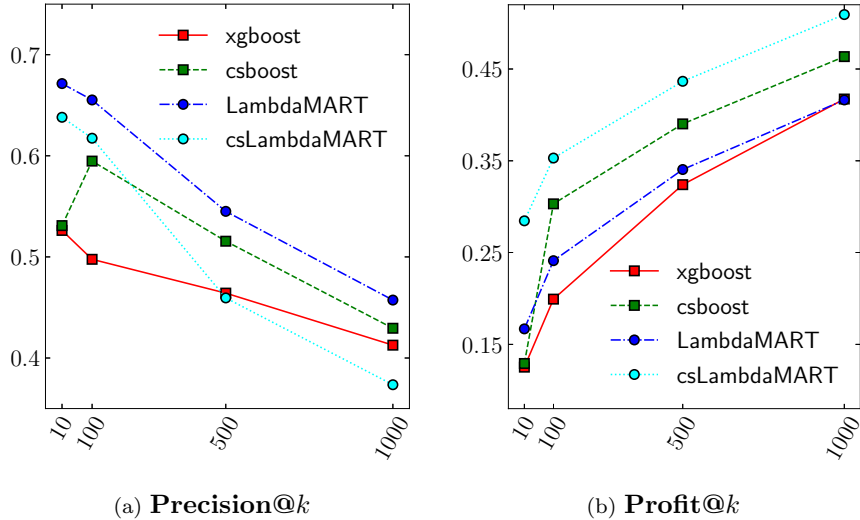 0.7
0.6
0.5
0.4
xgboost
csboost
LambdaMART
csLambdaMART
10
100
500
1000
(a) Precision@k
0.45
0.35
0.25
0.15
xgboost
csboost
LambdaMART
csLambdaMART
10
100
500
1000
(b) Profit@k